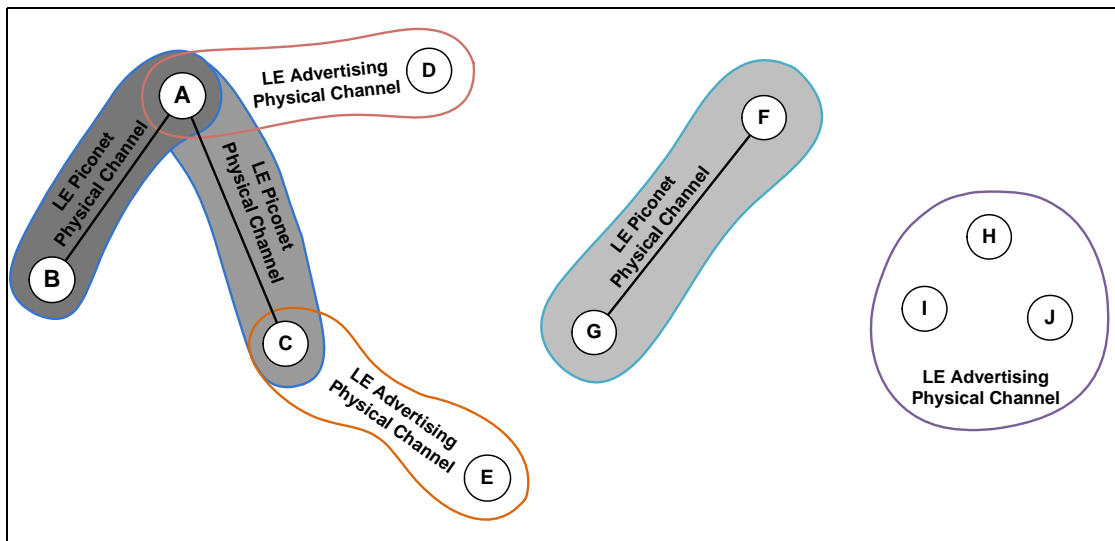 A
B
LE Piconet
Physical Channel
LE Piconet
Physical Channel
C
LE Advertising
Physical Channel
D
LE Advertising
Physical Channel
E
F
LE Piconet
Physical Channel
G
H
I
J
LE Advertising
Physical Channel